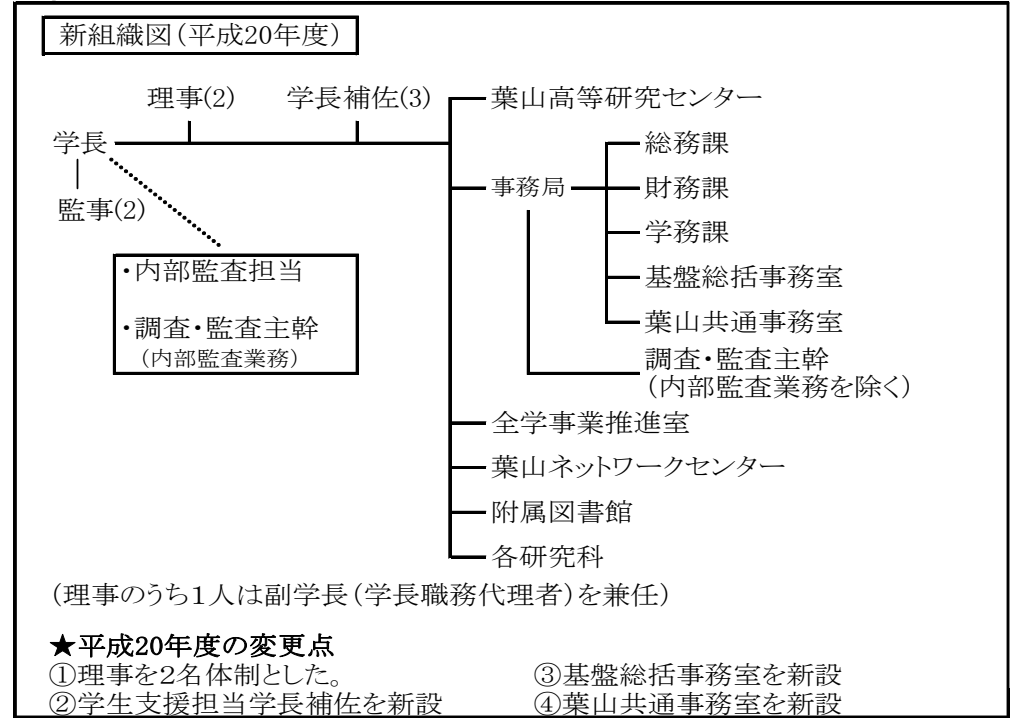 新組織図(平成20年度)
理事(2) 学長補佐(3)
葉山高等研究センター
学長
総務課
事務局
財務課
監事(2)
学務課
・内部監査担当
基盤総括事務室
・調査・監査主幹
葉山共通事務室
(内部監査業務)
調査・監査主幹
(内部監査業務を除く)
全学事業推進室
葉山ネットワークセンター
附属図書館
各研究科
(理事のうち1人は副学長(学長職務代理者)を兼任)
★平成20年度の変更点
①理事を2名体制とした。 ③基盤総括事務室を新設
②学生支援担当学長補佐を新設 ④葉山共通事務室を新設